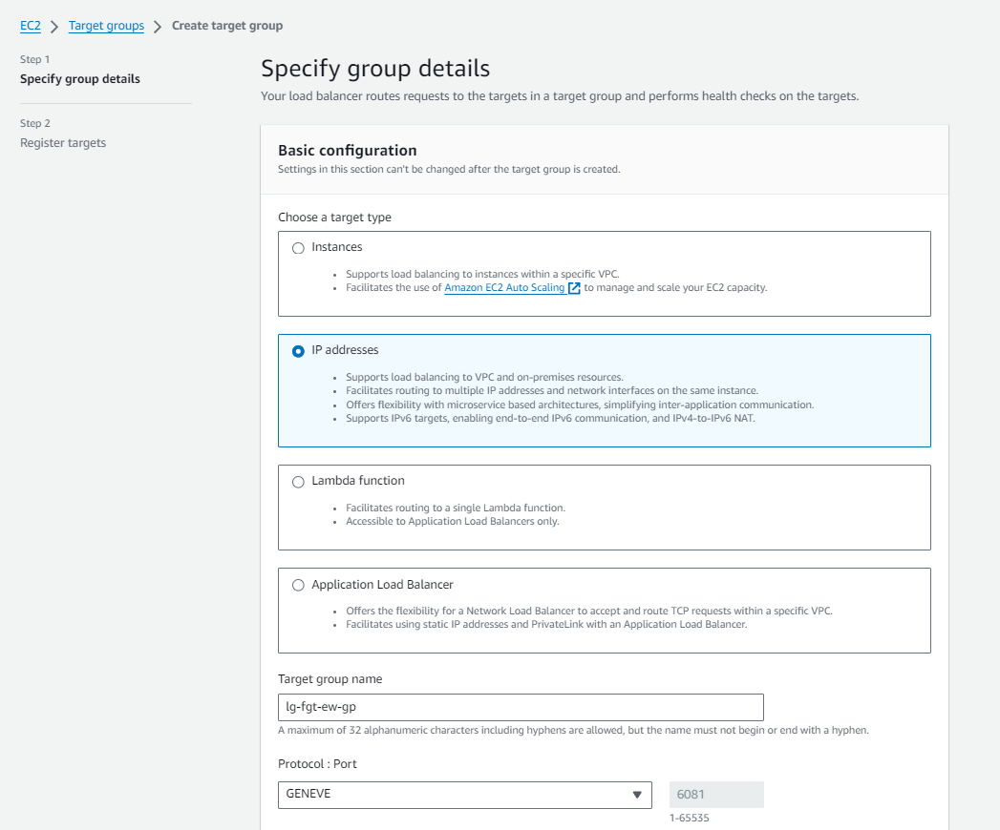 EC2 > Target groups > Create target group
Step 1
Specify group details
Step 2
Register targets
Specify group details
Your load balancer routes requests to the targets in a target group and performs health checks on the targets.
Basic configuration
Settings in this section can't be changed after the target group is created.
Choose a target type
Instances
• Supports load balancing to instances within a specific VPC.
• Facilitates the use of Amazon EC2 Auto Scaling to manage and scale your EC2 capacity.
IP addresses
• Supports load balancing to VPC and on-premises resources.
• Facilitates routing to multiple IP addresses and network interfaces on the same instance.
• Offers flexibility with microservice based architectures, simplifying inter-application communication.
• Supports IPv6 targets, enabling end-to-end IPv6 communication, and IPv4-to-IPv6 NAT.
Lambda function
• Facilitates routing to a single Lambda function.
• Accessible to Application Load Balancers only.
Application Load Balancer
• Offers the flexibility for a Network Load Balancer to accept and route TCP requests within a specific VPC.
• Facilitates using static IP addresses and PrivateLink with an Application Load Balancer.
Target group name
lg-fgt-ew-gp
A maximum of 32 alphanumeric characters including hyphens are allowed, but the name must not begin or end with a hyphen.
Protocol : Port
GENEVE
6081
1-65535